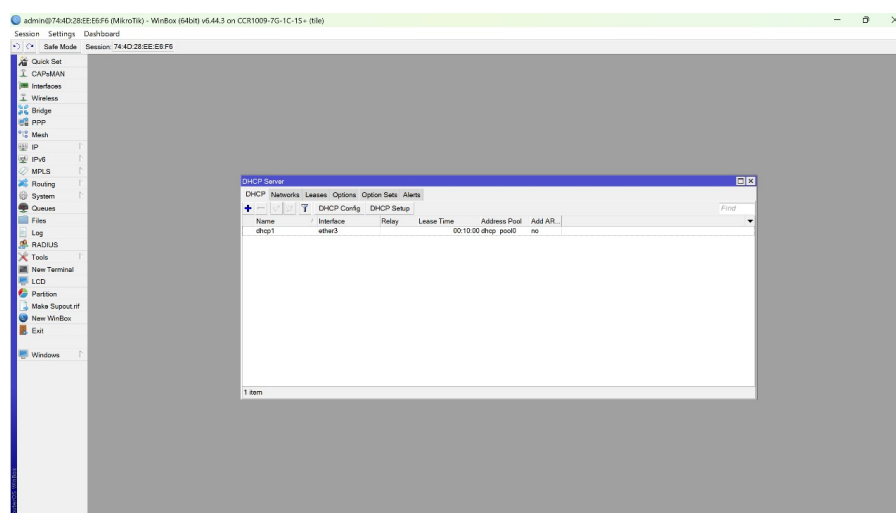 admin@74:4D:28:EE:E6:F6 (MikroTik) - WinBox (64bit) v6.44.3 on CCR1009-7G-1C-1S+ (tile)
Session Settings Dashboard
Safe Mode Session: 74:4D:28:EE:E6:F6
Quick Set
CAPsMAN
Interfaces
Wireless
Bridge
PPP
Mesh
IP
IPv6
MPLS
Routing
System
Queues
Files
Log
RADIUS
Tools
New Terminal
LCD
Partition
Make Supout.rif
New WinBox
Exit
Windows
DHCP Server
DHCP Networks Leases Options Option Sets Alerts
DHCP Config DHCP Setup Find
Name Interface Relay Lease Time Address Pool Add AR...
dhcp1 ether3 00:10:00 dhcp_pool0 no
1 item
RouterOS WinBox